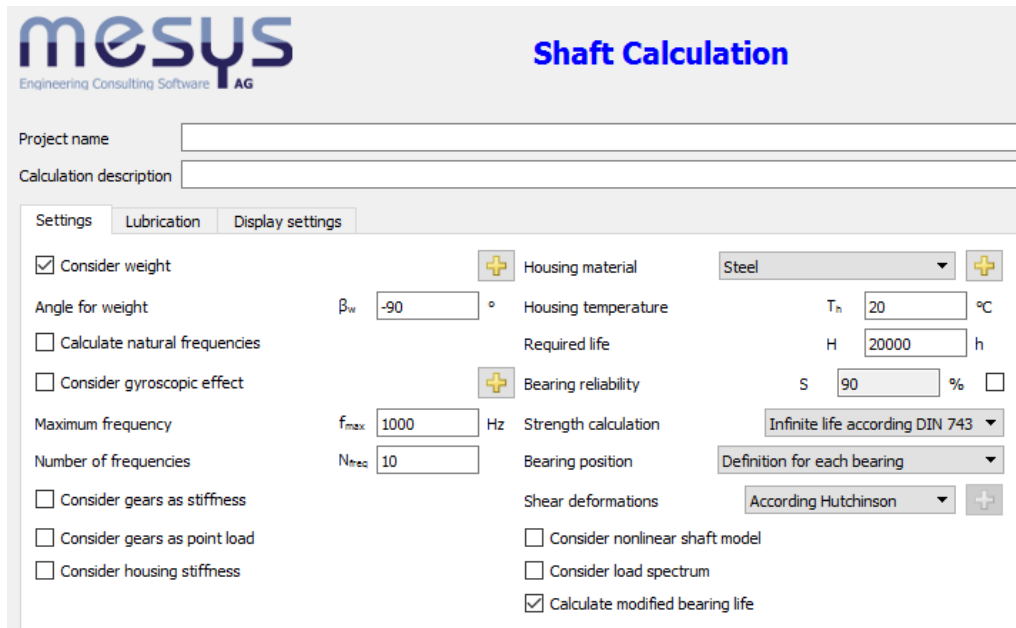 mesys
Engineering Consulting Software AG
Shaft Calculation
Project name
Calculation description
Settings Lubrication Display settings
Consider weight Housing material Steel
Angle for weight βw -90 ° Housing temperature Th 20 °C
Calculate natural frequencies Required life H 20000 h
Consider gyroscopic effect Bearing reliability S 90 %
Maximum frequency fmax 1000 Hz Strength calculation Infinite life according DIN 743
Number of frequencies Nfreq 10 Bearing position Definition for each bearing
Consider gears as stiffness Shear deformations According Hutchinson
Consider gears as point load Consider nonlinear shaft model
Consider housing stiffness Consider load spectrum
Calculate modified bearing life